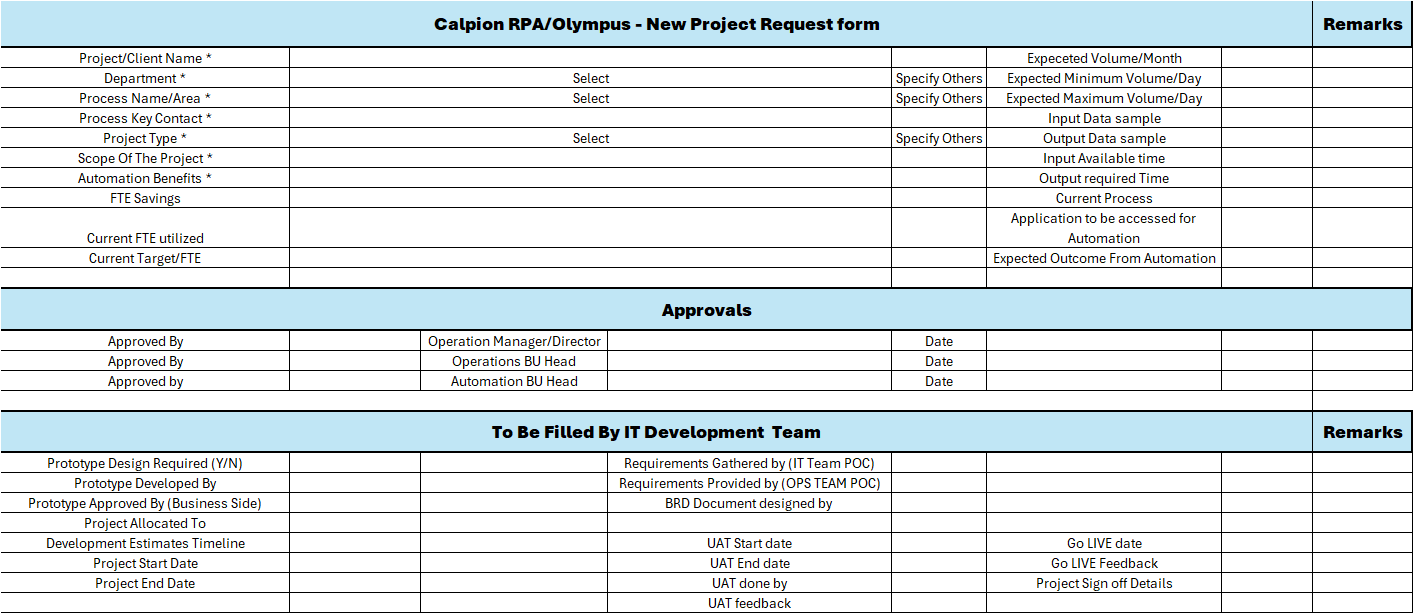 Calpion RPA/Olympus - New Project Request form Remarks
Project/Client Name * Expeceted Volume/Month
Department * Select Specify Others Expected Minimum Volume/Day
Process Name/Area * Select Specify Others Expected Maximum Volume/Day
Process Key Contact * Input Data sample
Project Type * Select Specify Others Output Data sample
Scope Of The Project * Input Available time
Automation Benefits * Output required Time
FTE Savings Current Process
Application to be accessed for
Current FTE utilized Automation
Current Target/FTE Expected Outcome From Automation
Approvals
Approved By Operation Manager/Director Date
Approved By Operations BU Head Date
Approved by Automation BU Head Date
To Be Filled By IT Development  Team Remarks
Prototype Design Required (Y/N) Requirements Gathered by (IT Team POC)
Prototype Developed By Requirements Provided by (OPS TEAM POC)
Prototype Approved By (Business Side) BRD Document designed by
Project Allocated To
Development Estimates Timeline UAT Start date Go LIVE date
Project Start Date UAT End date Go LIVE Feedback
Project End Date UAT done by Project Sign off Details
UAT feedback